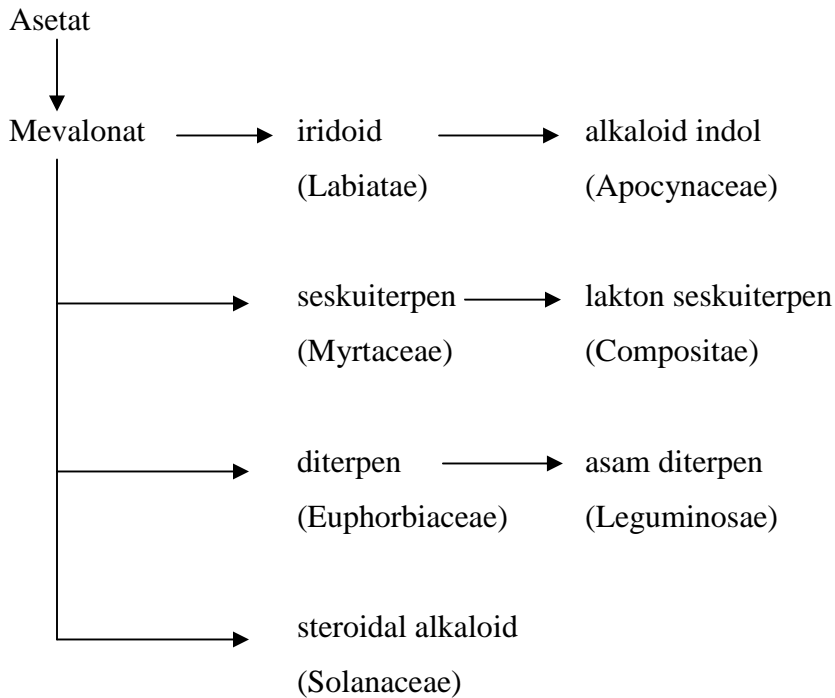 Asetat
Mevalonat iridoid alkaloid indol
(Labiatae) (Apocynaceae)
seskuiterpen lakton seskuiterpen
(Myrtaceae) (Compositae)
diterpen asam diterpen
(Euphorbiaceae) (Leguminosae)
steroidal alkaloid
(Solanaceae)